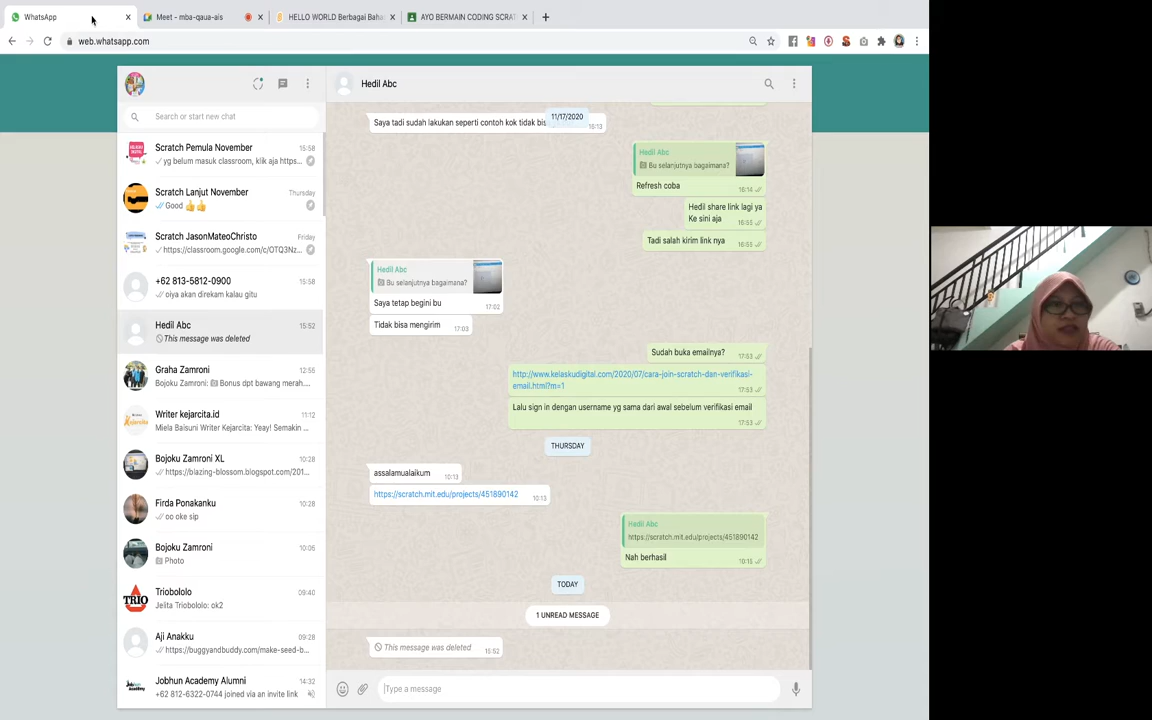 WhatsApp
Meet - mba-qaua-ais
HELLO WORLD Berbagai Baha
AYO BERMAIN CODING SCRAT
web.whatsapp.com
Search or start new chat
Scratch Pemula November
15:58
yg belum masuk classroom, klik aja https...
Scratch Lanjut November
Thursday
Good 👍👍
Scratch JasonMateoChristo
Friday
https://classroom.google.com/c/OTQ3Nz...
+62 813-5812-0900
15:58
oiya akan direkam kalau gitu
Hedil Abc
15:52
This message was deleted
Graha Zamroni
12:55
Bojoku Zamroni: Bonus dpt bawang merah...
Writer kejarcita.id
11:12
Miela Baisuni Writer Kejarcita: Yeay! Semakin ...
Bojoku Zamroni XL
10:28
https://blazing-blossom.blogspot.com/201...
Firda Ponakanku
10:28
oo oke sip
Bojoku Zamroni
10:05
Photo
Triobololo
09:40
Jelita Triobololo: ok2
TRIO
Aji Anakku
09:28
https://buggyandbuddy.com/make-seed-b...
Jobhun Academy Alumni
14:32
+62 812-6322-0744 joined via an invite link
Hedil Abc
11/17/2020
Saya tadi sudah lakukan seperti contoh kok tidak bis
15:13
Hedil Abc
Bu selanjutnya bagaimana?
Refresh coba
16:14
Hedil share link lagi ya
Ke sini aja
16:55
Tadi salah kirim link nya
16:55
Hedil Abc
Bu selanjutnya bagaimana?
Saya tetap begini bu
17:02
Tidak bisa mengirim
17:03
Sudah buka emailnya?
17:53
http://www.kelaskudigital.com/2020/07/cara-join-scratch-dan-verifikasi-
email.html?m=1
17:53
Lalu sign in dengan username yg sama dari awal sebelum verifikasi email
17:53
THURSDAY
assalamualaikum
10:13
https://scratch.mit.edu/projects/451890142
10:13
Hedil Abc
https://scratch.mit.edu/projects/451890142
Nah berhasil
10:15
TODAY
1 UNREAD MESSAGE
This message was deleted
15:52
Type a message